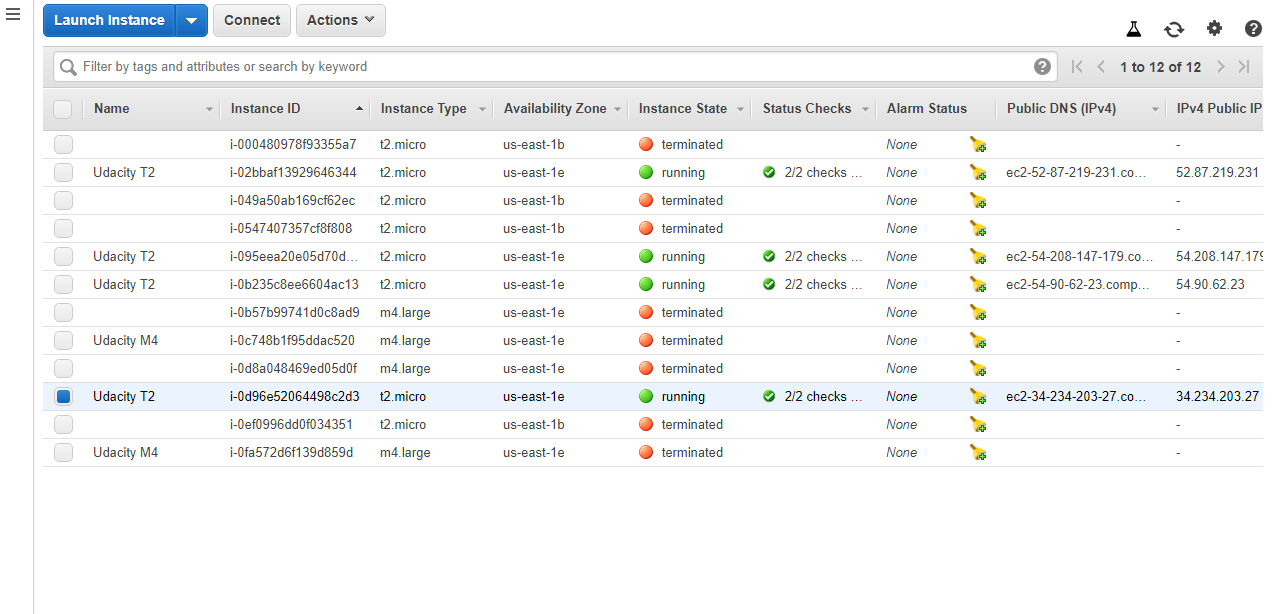 Launch Instance Connect Actions
Filter by tags and attributes or search by keyword 1 to 12 of 12
Name Instance ID Instance Type Availability Zone Instance State Status Checks Alarm Status Public DNS (IPv4) IPv4 Public IP
i-000480978f93355a7 t2.micro us-east-1b terminated None -
Udacity T2 i-02bbaf13929646344 t2.micro us-east-1e running 2/2 checks ... None ec2-52-87-219-231.co... 52.87.219.231
i-049a50ab169cf62ec t2.micro us-east-1b terminated None -
i-0547407357cf8f808 t2.micro us-east-1b terminated None -
Udacity T2 i-095eea20e05d70d... t2.micro us-east-1e running 2/2 checks ... None ec2-54-208-147-179.co... 54.208.147.179
Udacity T2 i-0b235c8ee6604ac13 t2.micro us-east-1e running 2/2 checks ... None ec2-54-90-62-23.comp... 54.90.62.23
i-0b57b99741d0c8ad9 m4.large us-east-1e terminated None -
Udacity M4 i-0c748b1f95ddac520 m4.large us-east-1e terminated None -
i-0d8a048469ed05d0f m4.large us-east-1e terminated None -
Udacity T2 i-0d96e52064498c2d3 t2.micro us-east-1e running 2/2 checks ... None ec2-34-234-203-27.co... 34.234.203.27
i-0ef0996dd0f034351 t2.micro us-east-1b terminated None -
Udacity M4 i-0fa572d6f139d859d m4.large us-east-1e terminated None -